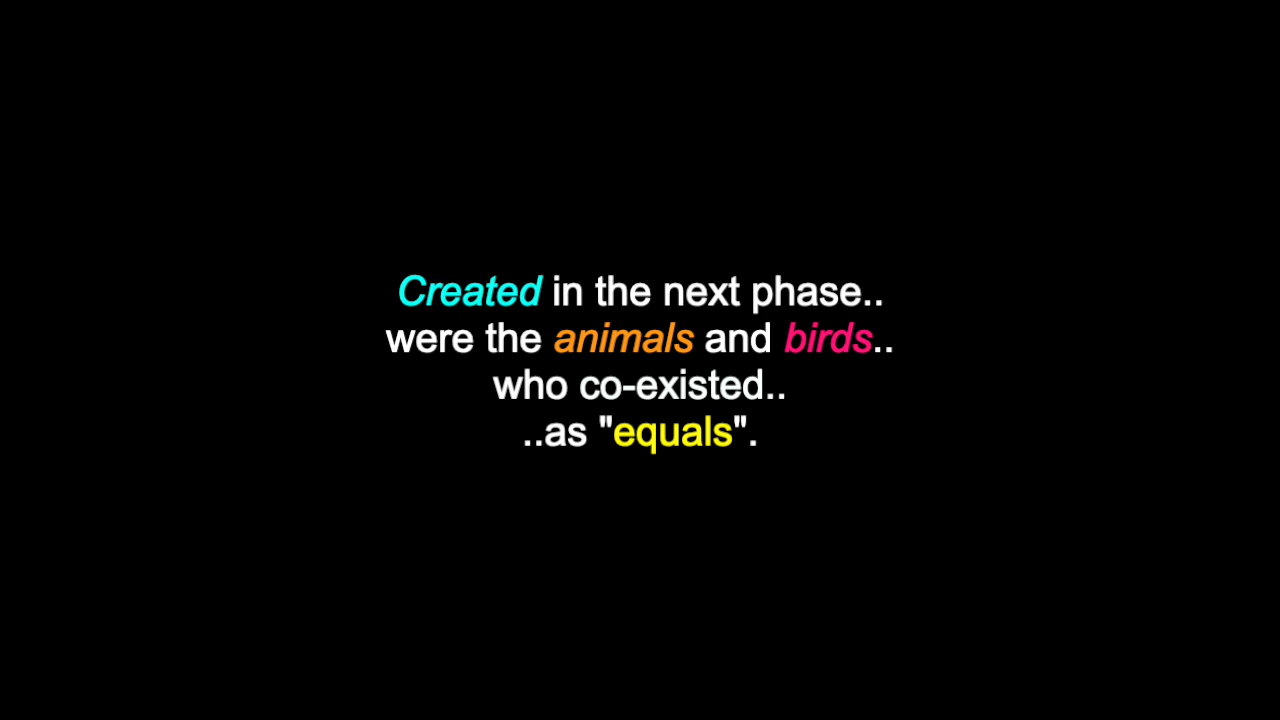 Created in the next phase..
were the animals and birds..
who co-existed..
..as "equals".